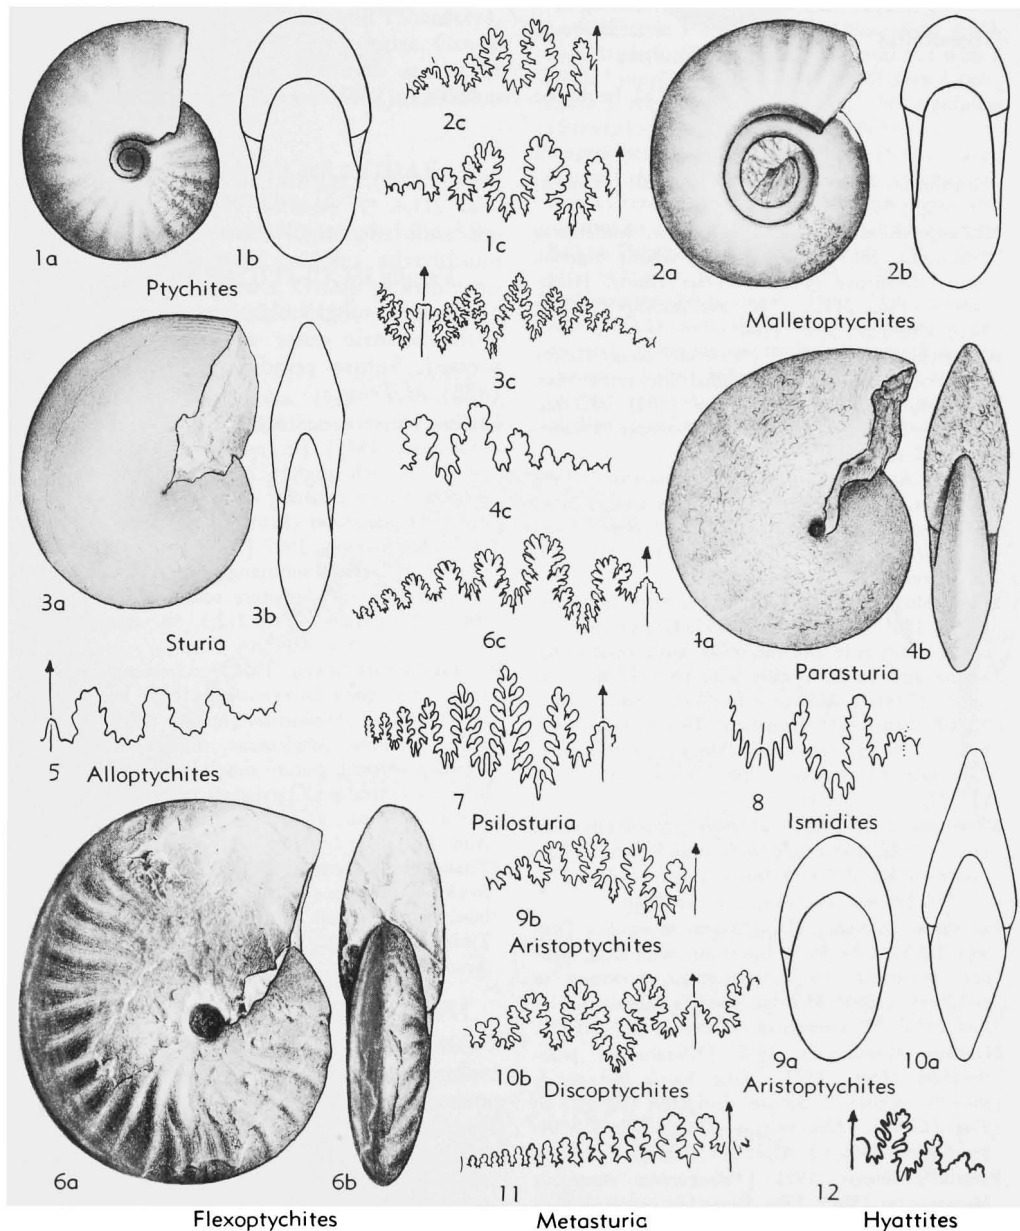 2c
1c
1a
1b
2a
2b
Ptychites
Malletoptychites
3c
4c
3a
3b
6c
4a
4b
Sturia
Parasturia
5
Alloptychites
7
8
Psilosturia
Ismidites
9b
Aristoptychites
10b
9a
10a
Discoptychites
Aristoptychites
6a
6b
11
12
Flexoptychites
Metasturia
Hyattites